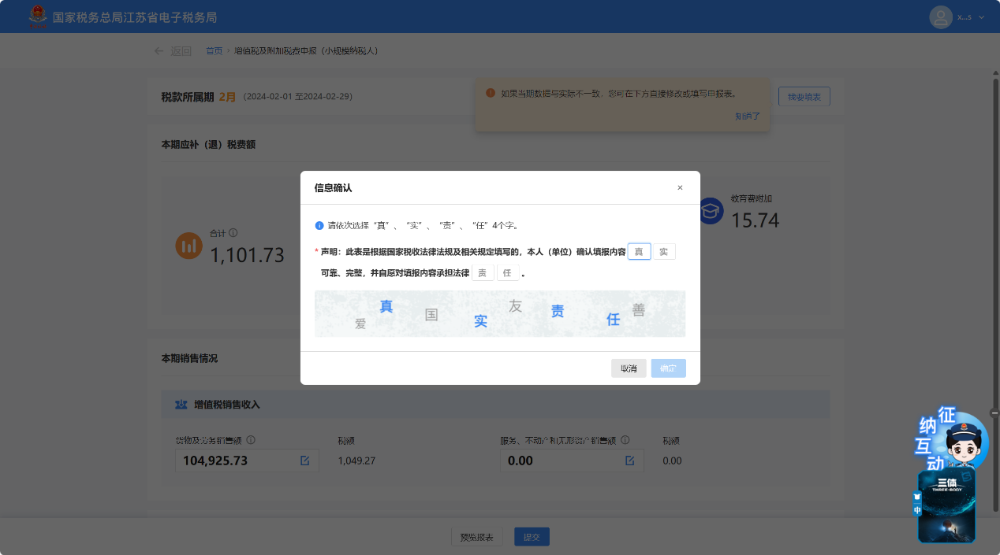 国家税务总局江苏省电子税务局
x...s
返回 首页 增值税及附加税费申报（小规模纳税人）
税款所属期 2月 （2024-02-01 至2024-02-29）
如果当期数据与实际不一致，您可在下方直接修改或填写申报表。
知道了
我要填表
本期应补（退）税费额
合计
1,101.73
教育费附加
15.74
信息确认
×
请依次选择“真”、“实”、“责”、“任”4个字。
* 声明：此表是根据国家税收法律法规及相关规定填写的，本人（单位）确认填报内容 真 实
可靠、完整，并自愿对填报内容承担法律 责 任 。
爱 真 国 实 友 责 任 善
取消 确定
本期销售情况
增值税销售收入
货物及劳务销售额 税额 服务、不动产和无形资产销售额 税额
104,925.73 1,049.27 0.00 0.00
预览报表 提交
征
纳
互
动
三体
THREE-BODY
中